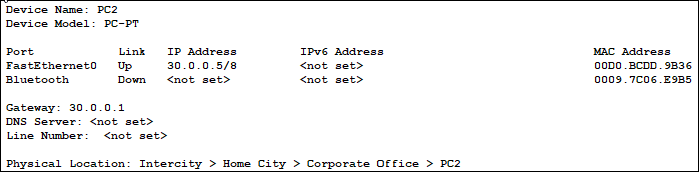 Device Name: PC2
Device Model: PC-PT
Port Link IP Address IPv6 Address MAC Address
FastEthernet0 Up 30.0.0.5/8 <not set> 00D0.BCDD.9B36
Bluetooth Down <not set> <not set> 0009.7C06.E9B5
Gateway: 30.0.0.1
DNS Server: <not set>
Line Number: <not set>
Physical Location: Intercity > Home City > Corporate Office > PC2